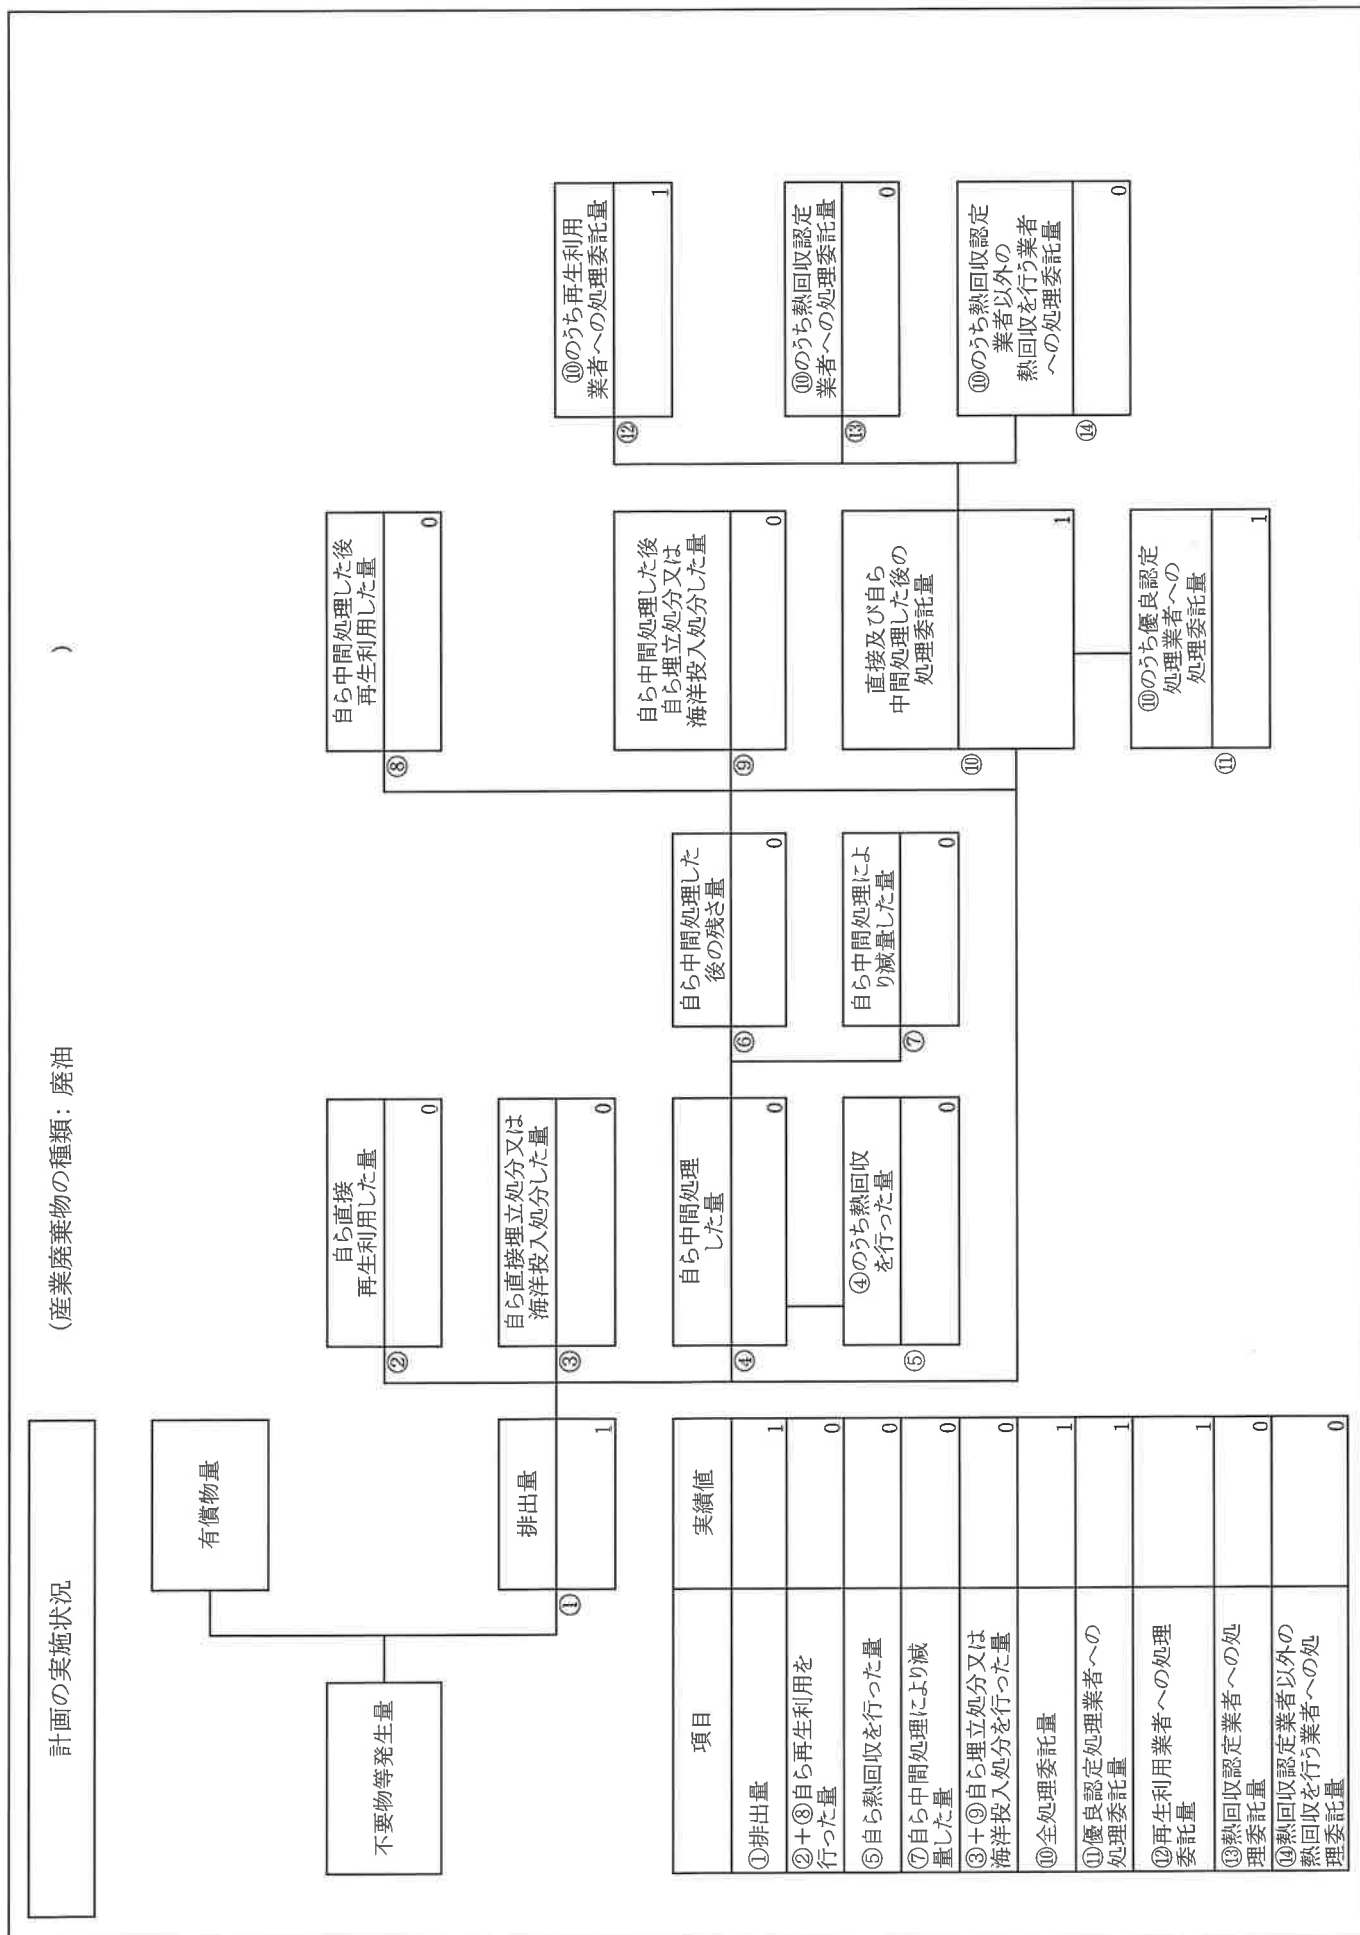 計画の実施状況
(産業廃棄物の種類：廃油
)
不要物等発生量
有償物量
①
排出量
1
②
自ら直接
再生利用した量
0
③
自ら直接埋立処分又は
海洋投入処分した量
0
④
自ら中間処理
した量
0
⑤
④のうち熱回収
を行った量
0
⑥
自ら中間処理した
後の残さ量
0
⑦
自ら中間処理によ
り減量した量
0
⑧
自ら中間処理した後
再生利用した量
0
⑨
自ら中間処理した後
自ら埋立処分又は
海洋投入処分した量
0
⑩
直接及び自ら
中間処理した後の
処理委託量
1
⑪
⑩のうち優良認定
処理業者への
処理委託量
1
⑫
⑩のうち再生利用
業者への処理委託量
1
⑬
⑩のうち熱回収認定
業者への処理委託量
0
⑭
⑩のうち熱回収認定
業者以外の
熱回収を行う業者
への処理委託量
0
項目
実績値
①排出量
1
②＋⑧自ら再生利用を
行った量
0
⑤自ら熱回収を行った量
0
⑦自ら中間処理により減
量した量
0
③＋⑨自ら埋立処分又は
海洋投入処分を行った量
0
⑩全処理委託量
1
⑪優良認定処理業者への
処理委託量
1
⑫再生利用業者への処理
委託量
1
⑬熱回収認定業者への処
理委託量
0
⑭熱回収認定業者以外の
熱回収を行う業者への処
理委託量
0